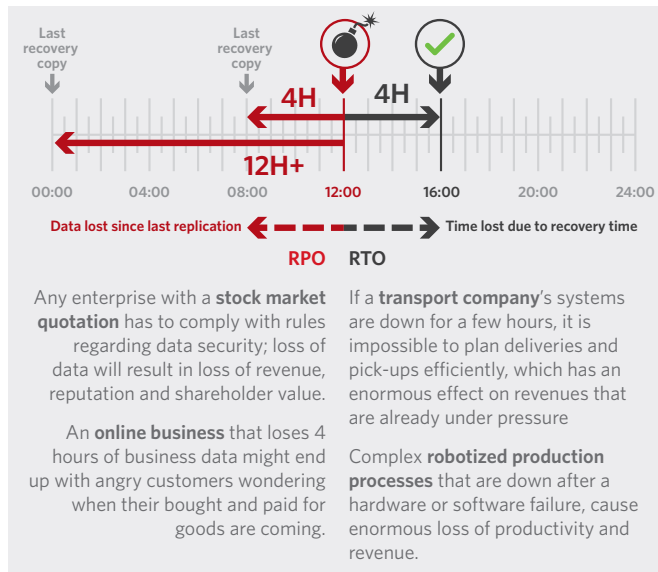 Last
recovery
copy
Last
recovery
copy
4H
4H
12H+
00:00
04:00
08:00
12:00
16:00
20:00
24:00
Data lost since last replication
Time lost due to recovery time
RPO
RTO
Any enterprise with a stock market
quotation has to comply with rules
regarding data security; loss of
data will result in loss of revenue,
reputation and shareholder value.
An online business that loses 4
hours of business data might end
up with angry customers wondering
when their bought and paid for
goods are coming.
If a transport company's systems
are down for a few hours, it is
impossible to plan deliveries and
pick-ups efficiently, which has an
enormous effect on revenues that
are already under pressure
Complex robotized production
processes that are down after a
hardware or software failure, cause
enormous loss of productivity and
revenue.